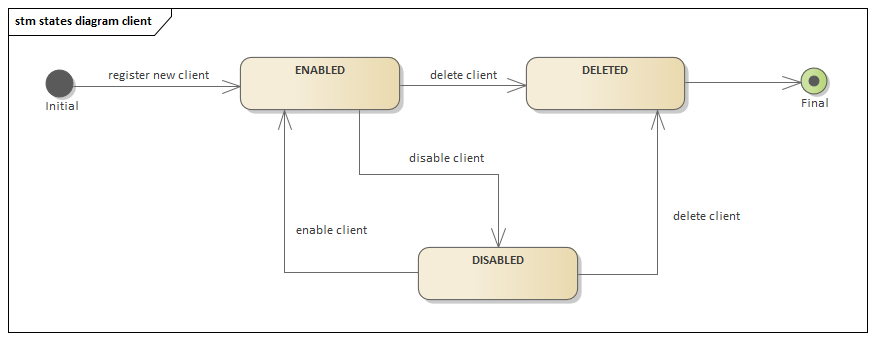 stm states diagram client
register new client
ENABLED
delete client
DELETED
Initial
Final
disable client
enable client
delete client
DISABLED